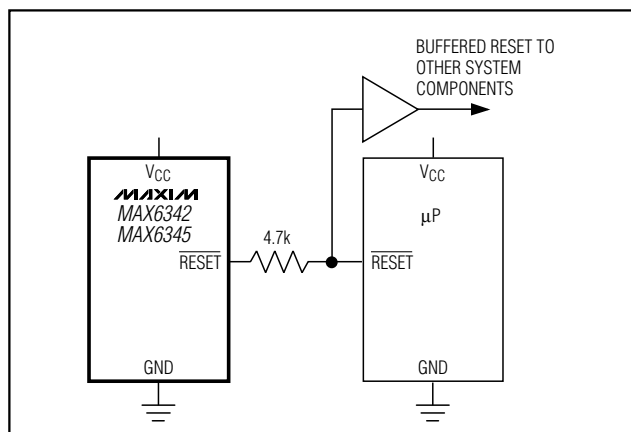 BUFFERED RESET TO
OTHER SYSTEM
COMPONENTS
VCC
MAXIM
MAX6342
MAX6345
RESET
GND
4.7k
VCC
µP
RESET
GND